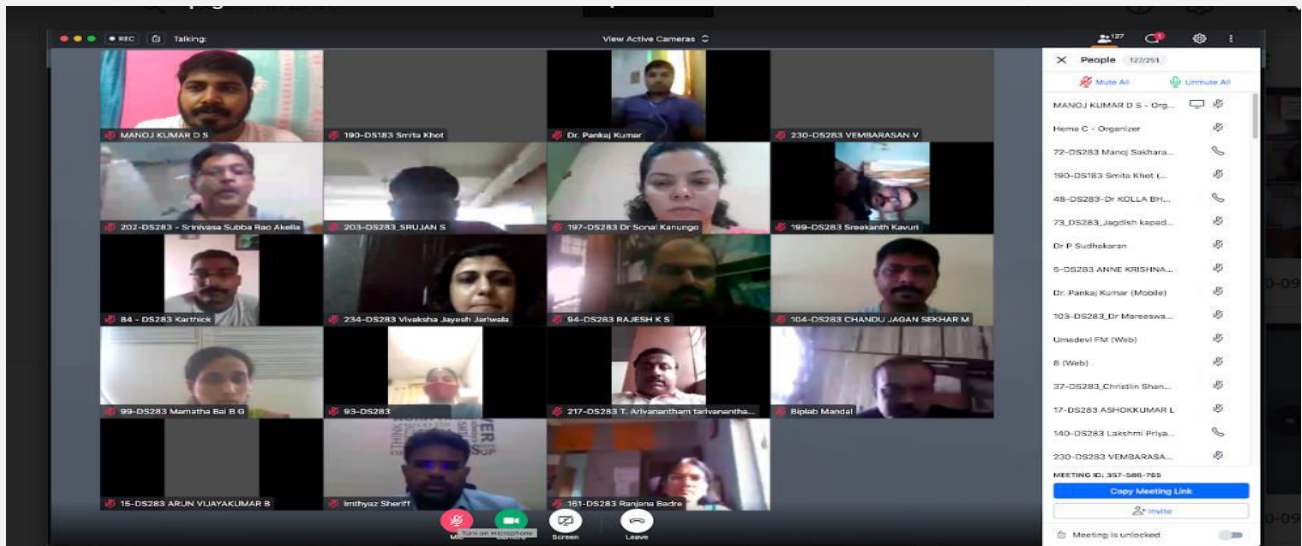 REC
Talking:
View Active Cameras
127
People 127/251
Mute All
Unmute All
MANOJ KUMAR D S
190-DS183 Smita Khot
Dr. Pankaj Kumar
230-DS283 VEMBARASAN V
202-DS283 - Srinivasa Subba Rao Akella
203-DS283_SRUJAN S
197-DS283 Dr Sonal Kanungo
199-DS283 Sreekanth Kavuri
84 - DS283 Karthick
234-DS283 Vivaksha Jayesh Jariwala
94-DS283 RAJESH K S
104-DS283 CHANDU JAGAN SEKHAR M
99-DS283 Mamatha Bai B G
93-DS283
217-DS283 T. Arivanantham tarivanantha...
Biplab Mandal
15-DS283 ARUN VIJAYAKUMAR B
Imthyaz Sheriff
161-DS283 Ranjana Badre
Turn on microphone
Screen
Leave
MANOJ KUMAR D S - Org...
Hema C - Organizer
72-DS283 Manoj Sakhara...
190-DS183 Smita Khot (...
48-DS283-Dr KOLLA BH...
73_DS283_Jagdish kapad...
Dr P Sudhakaran
5-DS283 ANNE KRISHNA...
Dr. Pankaj Kumar (Mobile)
103-DS283_Dr Mareeswa...
Umadevi FM (Web)
8 (Web)
37-DS283_Christlin Shan...
17-DS283 ASHOKKUMAR L
140-DS283 Lakshmi Priya...
230-DS283 VEMBARASA...
MEETING ID: 357-586-765
Copy Meeting Link
Invite
Meeting is unlocked